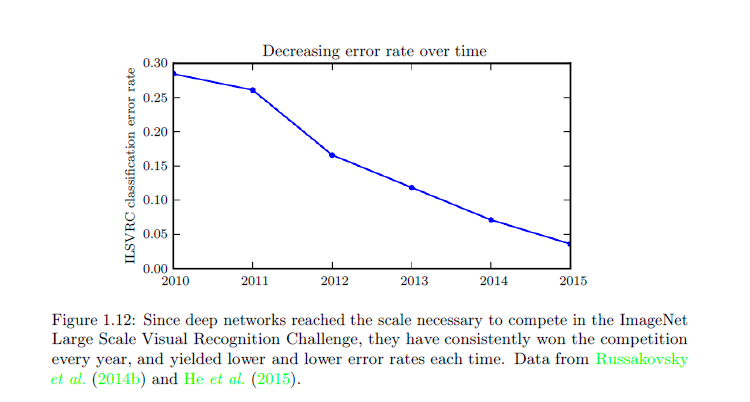 Decreasing error rate over time
ILSVRC classification error rate
0.30
0.25
0.20
0.15
0.10
0.05
0.00
2010 2011 2012 2013 2014 2015
Figure 1.12: Since deep networks reached the scale necessary to compete in the ImageNet
Large Scale Visual Recognition Challenge, they have consistently won the competition
every year, and yielded lower and lower error rates each time. Data from Russakovsky
et al. (2014b) and He et al. (2015).